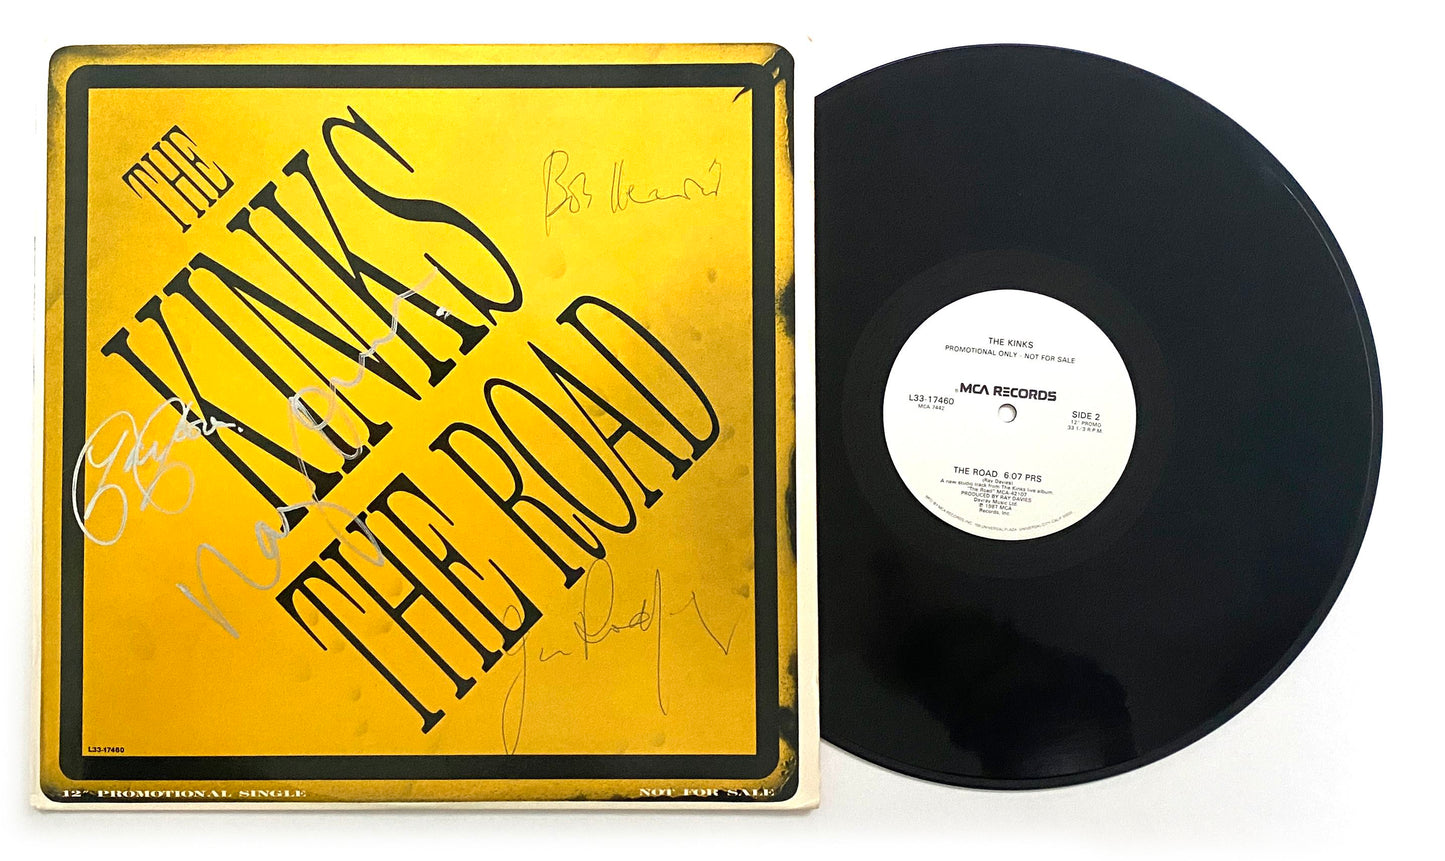 THE
KINKS
THE ROAD
Bob Henrit
L33-17460
12" PROMOTIONAL SINGLE
NOT FOR SALE
THE KINKS
PROMOTIONAL ONLY - NOT FOR SALE
MCA RECORDS
L33-17460
MCA 7442
SIDE 2
12" PROMO
33 1/3 R.P.M.
THE ROAD 6:07 PRS
(Ray Davies)
A new studio track from The Kinks live album,
"The Road" MCA-42107
PRODUCED BY RAY DAVIES
Davray Music Ltd.
℗ 1987 MCA
Records, Inc.